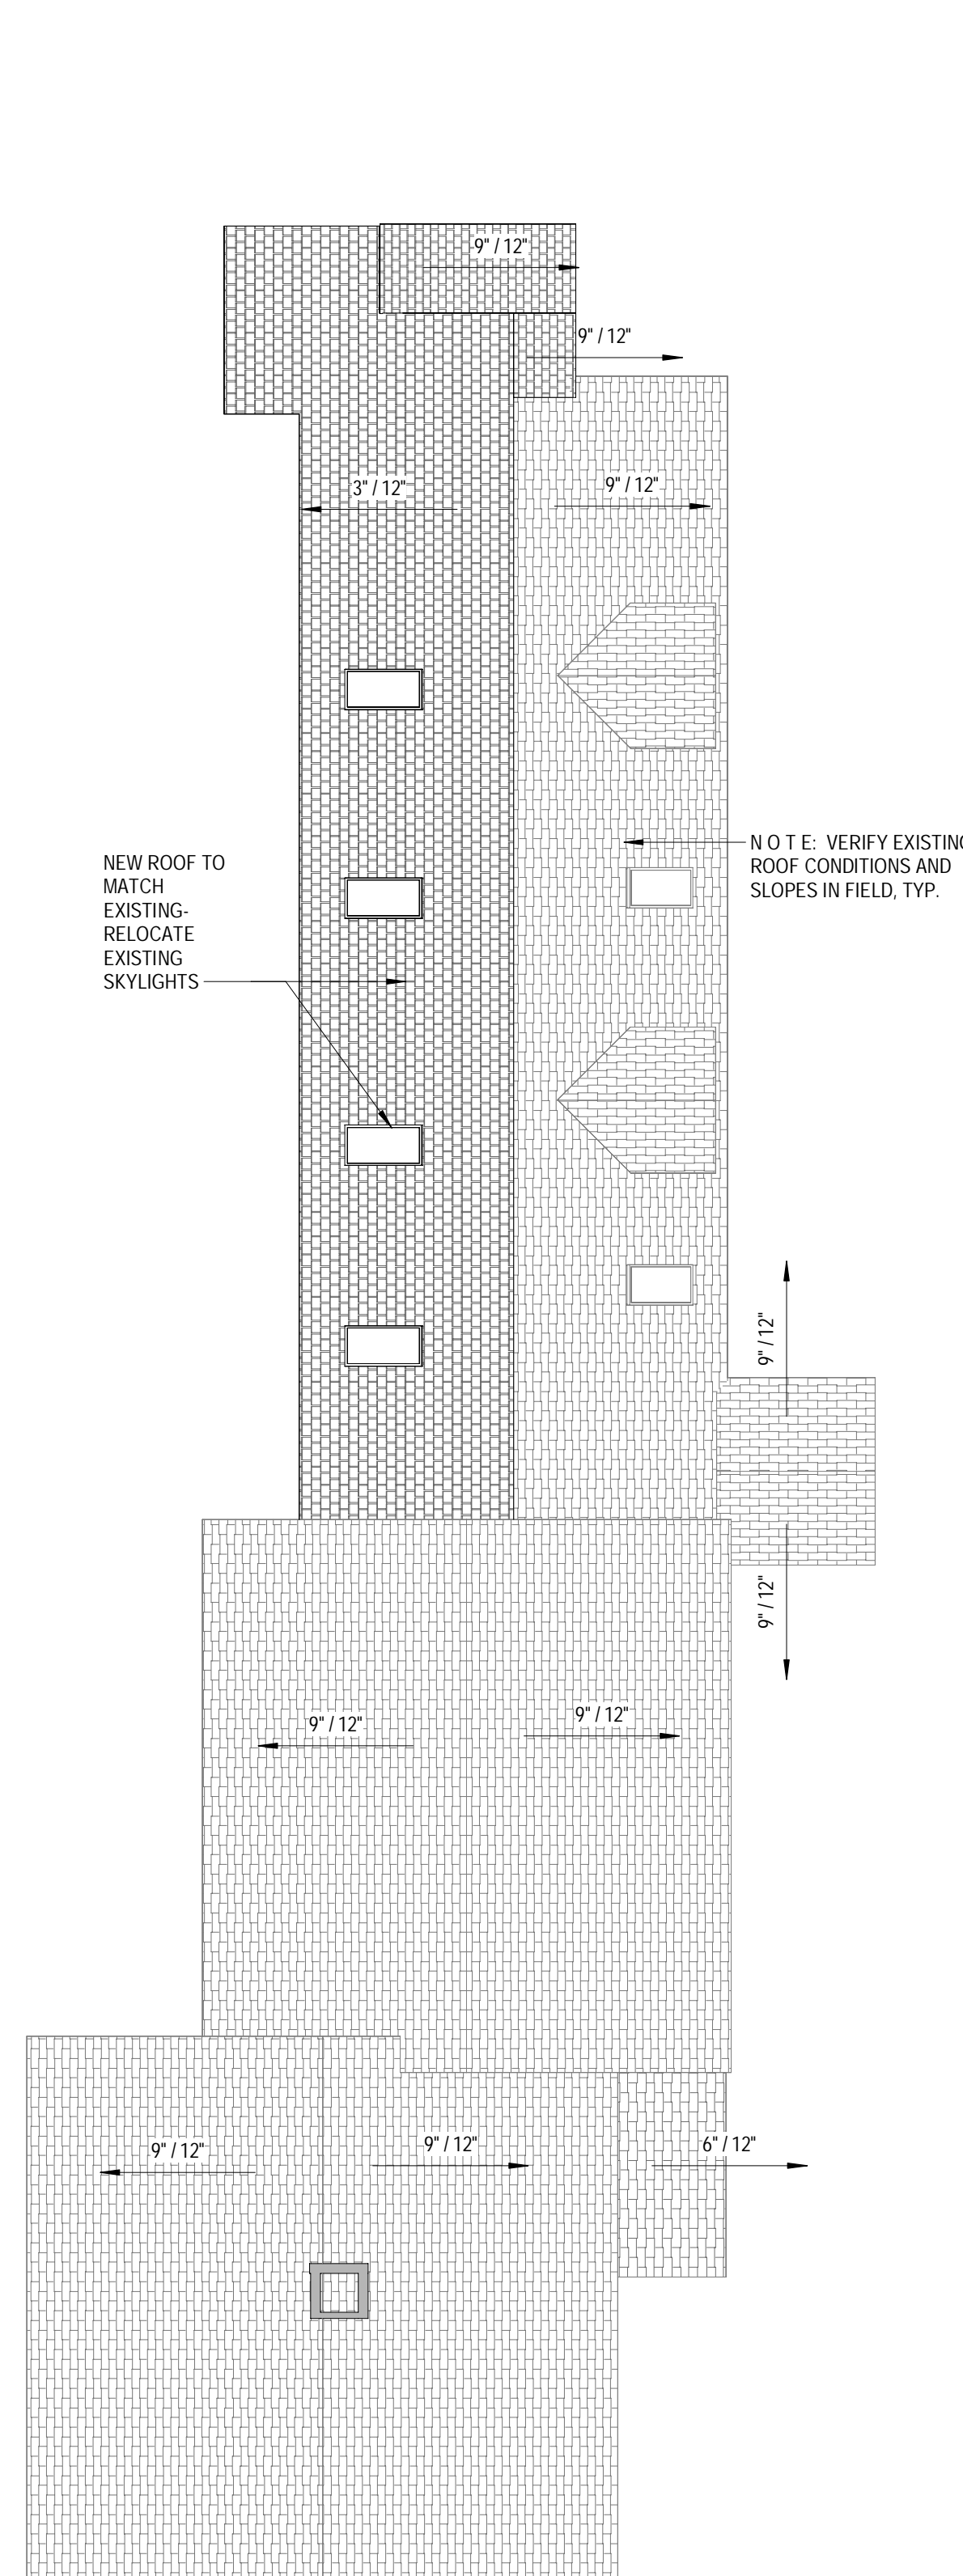 9" / 12"
9" / 12"
3" / 12"
9" / 12"
N O T E: VERIFY EXISTING
ROOF CONDITIONS AND
SLOPES IN FIELD, TYP.
NEW ROOF TO
MATCH
EXISTING-
RELOCATE
EXISTING
SKYLIGHTS
9" / 12"
9" / 12"
9" / 12"
9" / 12"
9" / 12"
9" / 12"
6" / 12"